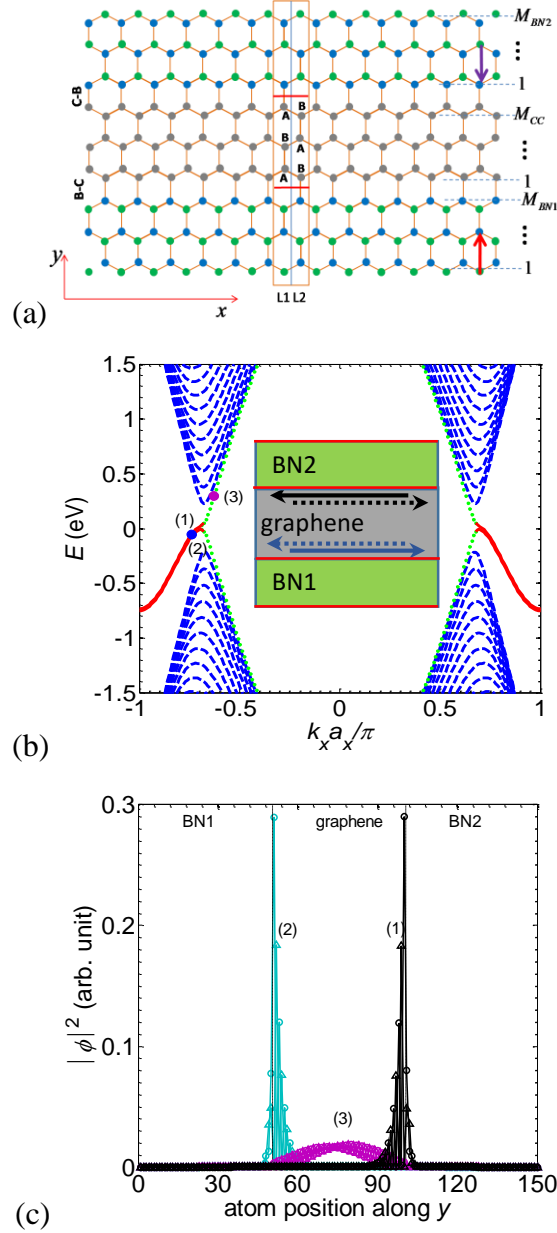 M_BN2
1
C-B
B
A
M_CC
B
A
B
A
B-C
1
M_BN1
y
1
x
L1 L2
(a)
1.5
1
0.5
0
-0.5
-1
-1.5
E (eV)
BN2
graphene
BN1
(3)
(1)
(2)
-1 -0.5 0 0.5 1
k_x a_x/π
(b)
0.3
0.2
0.1
0
|ϕ|² (arb. unit)
BN1 graphene BN2
(2) (1)
(3)
0 30 60 90 120 150
atom position along y
(c)